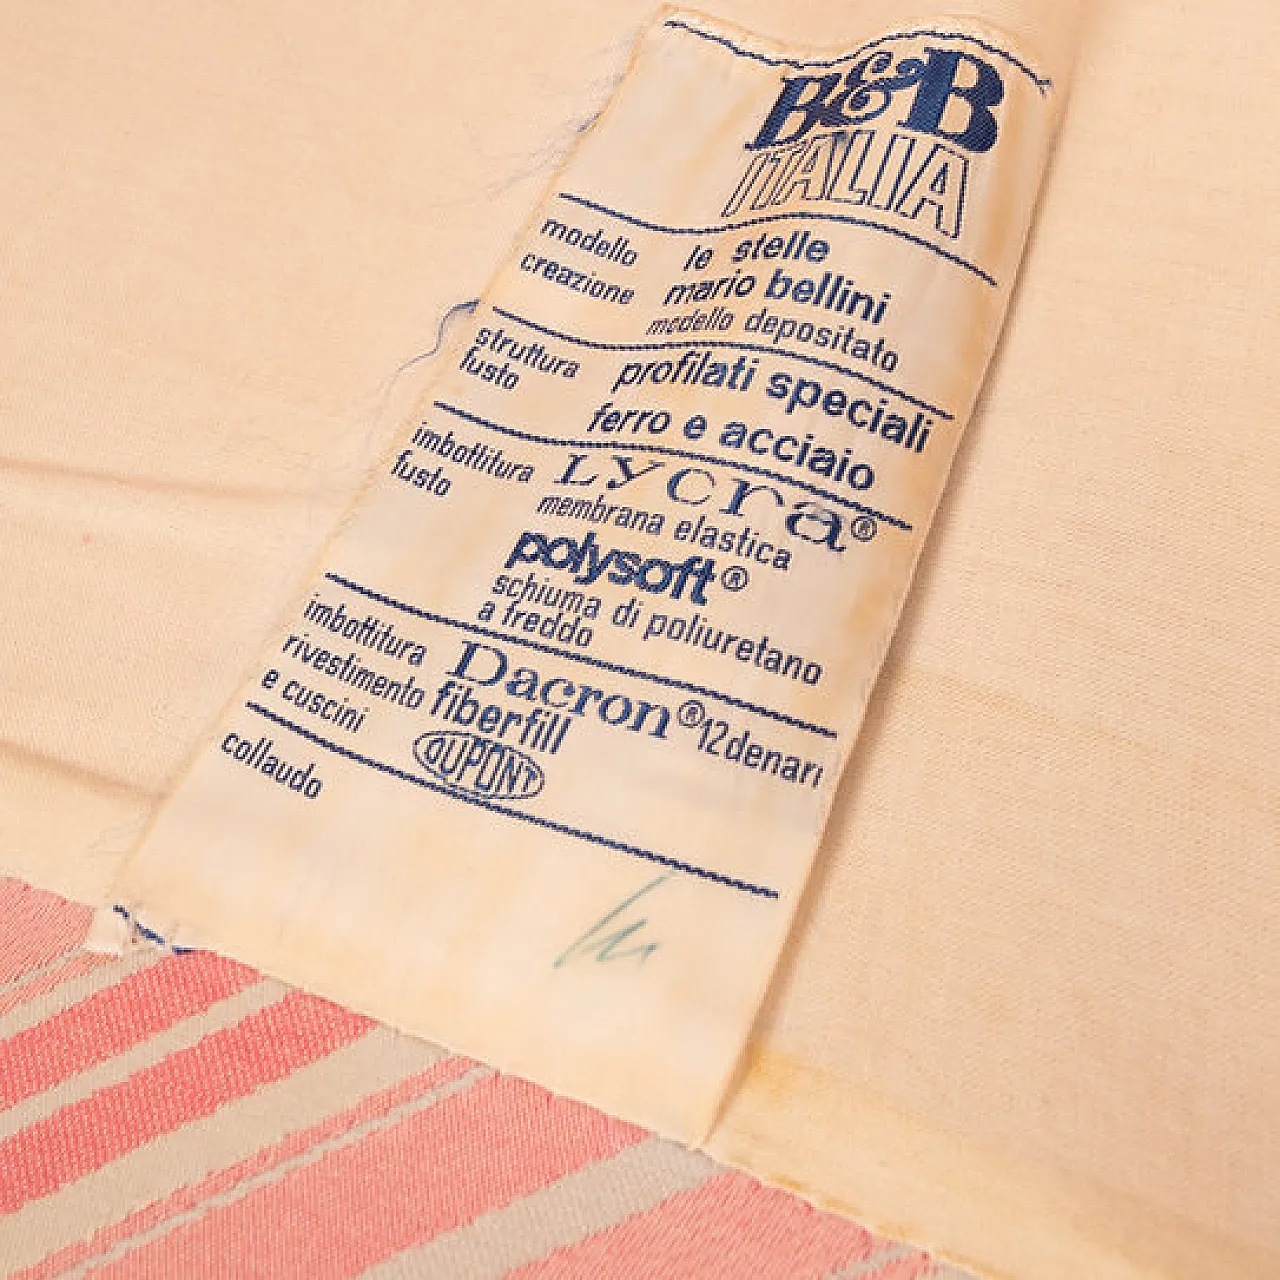 B&B
ITALIA
modello le stelle
creazione mario bellini
modello depositato
struttura profilati speciali
fusto ferro e acciaio
imbottitura Lycra®
fusto membrana elastica
polysoft®
schiuma di poliuretano
a freddo
imbottitura Dacron® 12denari
rivestimento fiberfill
e cuscini DUPONT
collaudo